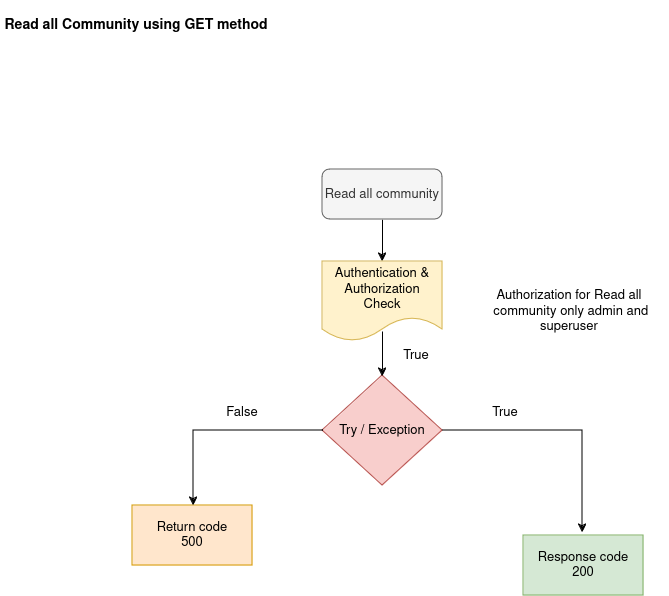 Read all Community using GET method
Read all community
Authentication &
Authorization
Check
Authorization for Read all
community only admin and
superuser
True
False
True
Try / Exception
Return code
500
Response code
200